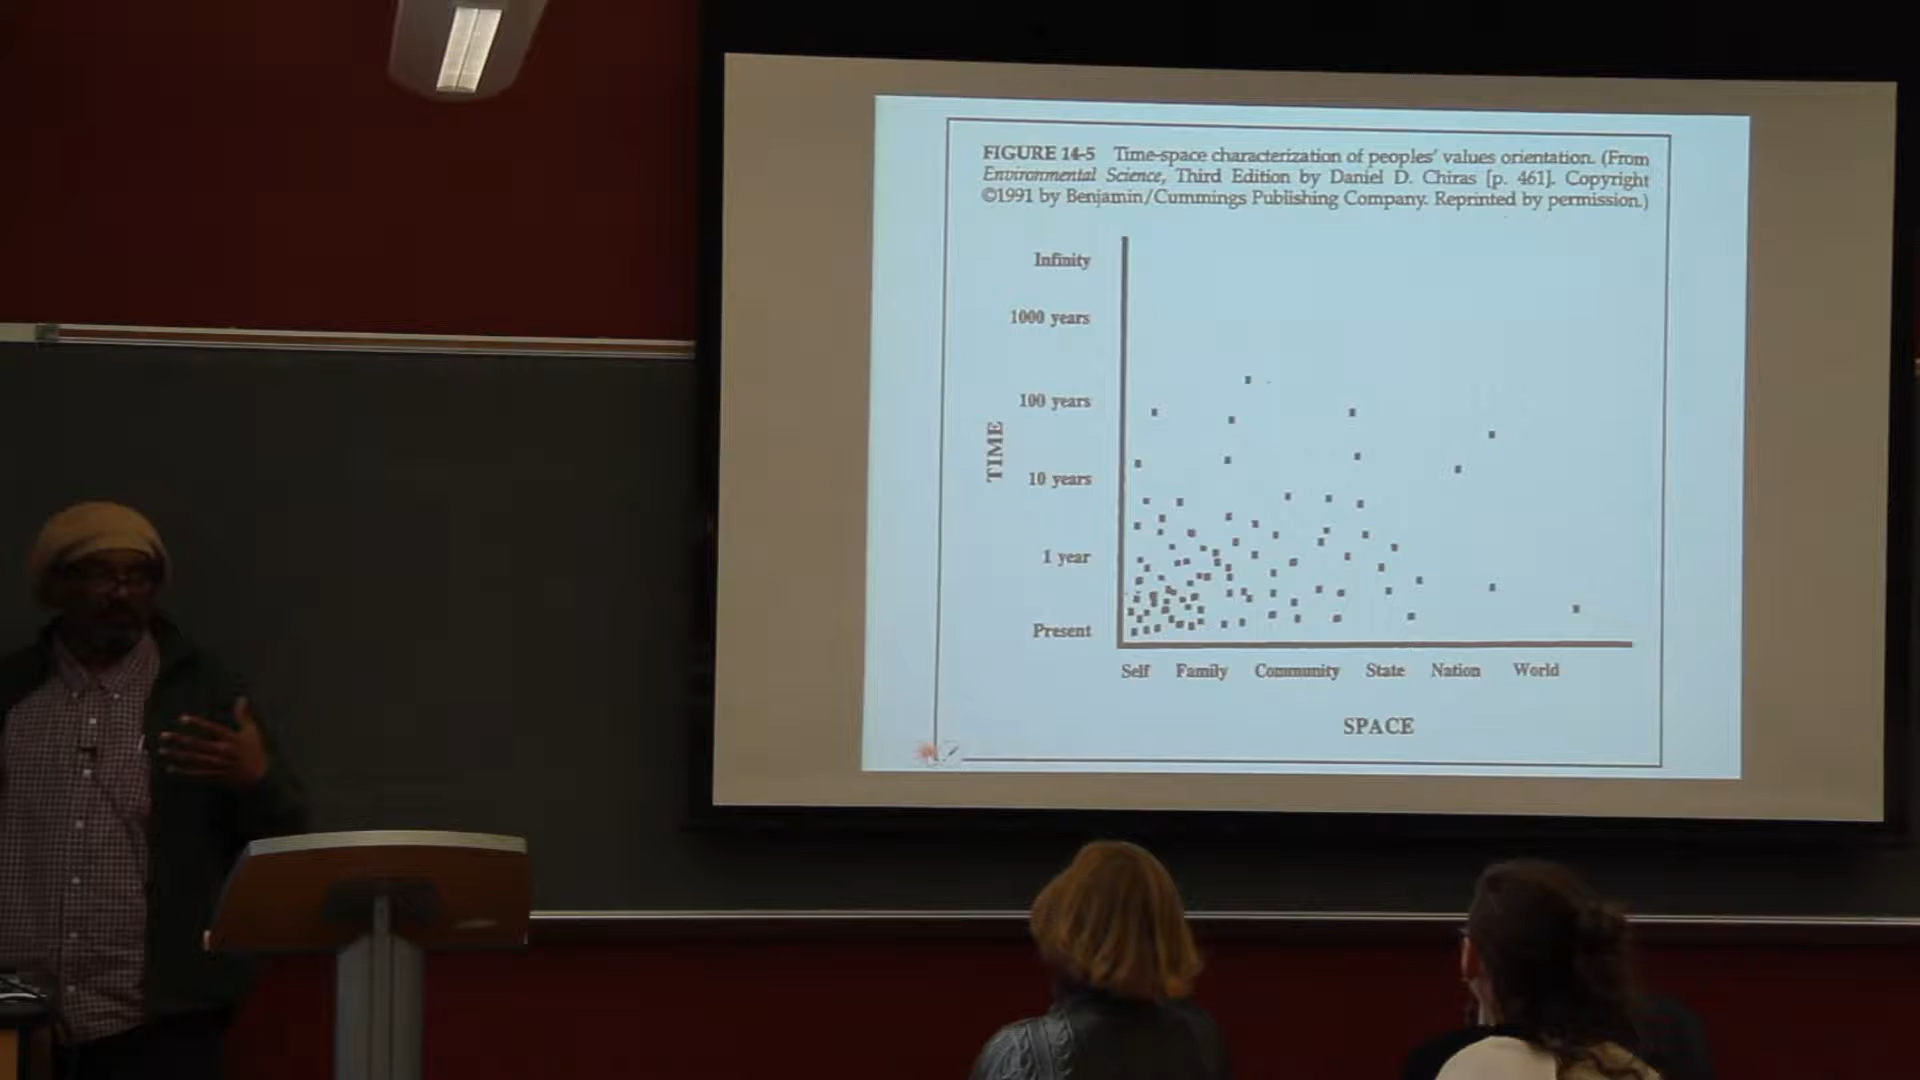 FIGURE 14-5 Time-space characterization of peoples' values orientation. (From
Environmental Science, Third Edition by Daniel D. Chiras [p. 461]. Copyright
©1991 by Benjamin/Cummings Publishing Company. Reprinted by permission.)
Infinity
1000 years
100 years
TIME
10 years
1 year
Present
Self Family Community State Nation World
SPACE